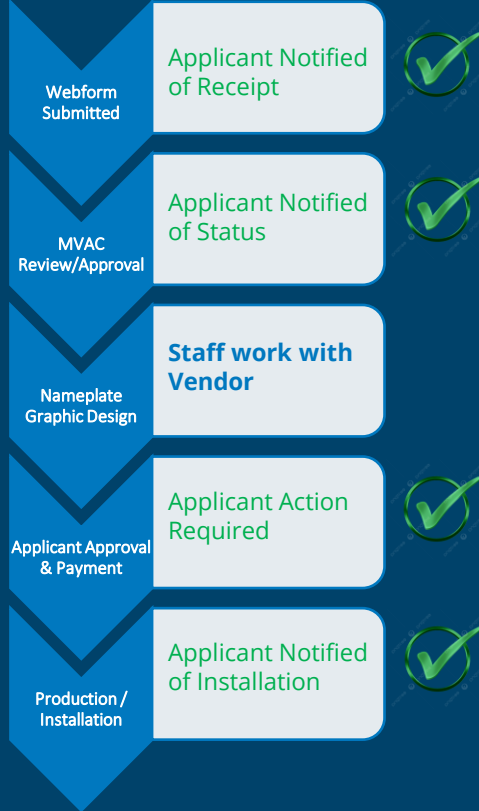 Webform
Submitted
Applicant Notified
of Receipt
MVAC
Review/Approval
Applicant Notified
of Status
Nameplate
Graphic Design
Staff work with
Vendor
Applicant Approval
& Payment
Applicant Action
Required
Production /
Installation
Applicant Notified
of Installation